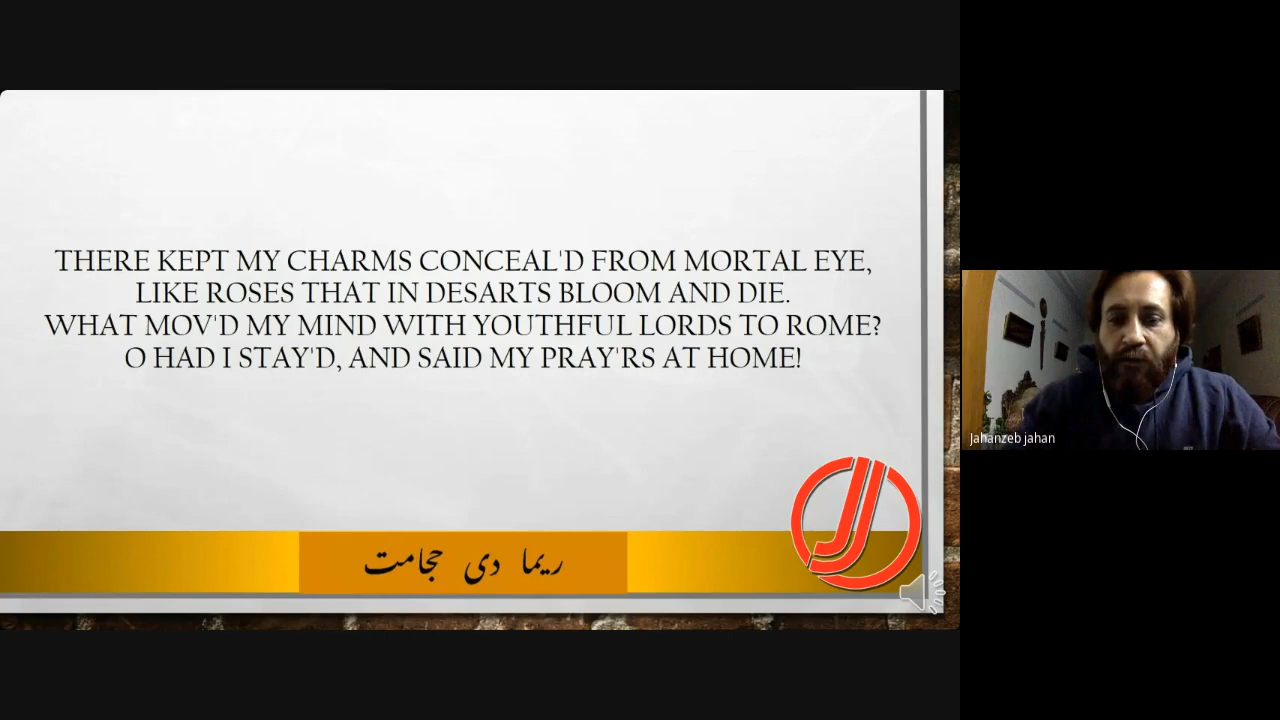 THERE KEPT MY CHARMS CONCEAL'D FROM MORTAL EYE,
LIKE ROSES THAT IN DESARTS BLOOM AND DIE.
WHAT MOV'D MY MIND WITH YOUTHFUL LORDS TO ROME?
O HAD I STAY'D, AND SAID MY PRAY'RS AT HOME!
ریما دی حجامت
JJ
Jahanzeb jahan